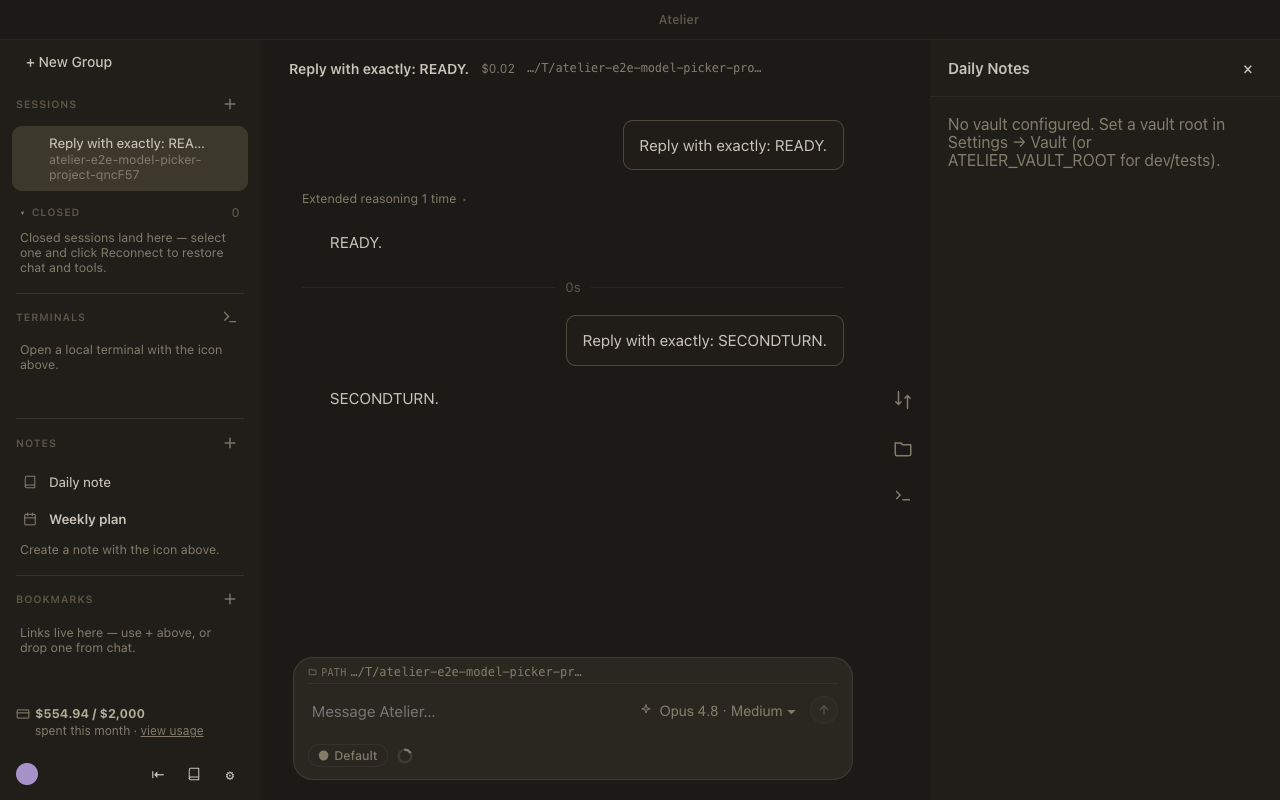 Atelier
+ New Group
SESSIONS
Reply with exactly: REA...
atelier-e2e-model-picker-
project-qncF57
CLOSED 0
Closed sessions land here — select
one and click Reconnect to restore
chat and tools.
TERMINALS
Open a local terminal with the icon
above.
NOTES
Daily note
Weekly plan
Create a note with the icon above.
BOOKMARKS
Links live here — use + above, or
drop one from chat.
$554.94 / $2,000
spent this month · view usage
Reply with exactly: READY. $0.02 …/T/atelier-e2e-model-picker-pro…
Reply with exactly: READY.
Extended reasoning 1 time
READY.
0s
Reply with exactly: SECONDTURN.
SECONDTURN.
PATH …/T/atelier-e2e-model-picker-pr…
Message Atelier...
Opus 4.8 · Medium
Default
Daily Notes
No vault configured. Set a vault root in
Settings → Vault (or
ATELIER_VAULT_ROOT for dev/tests).